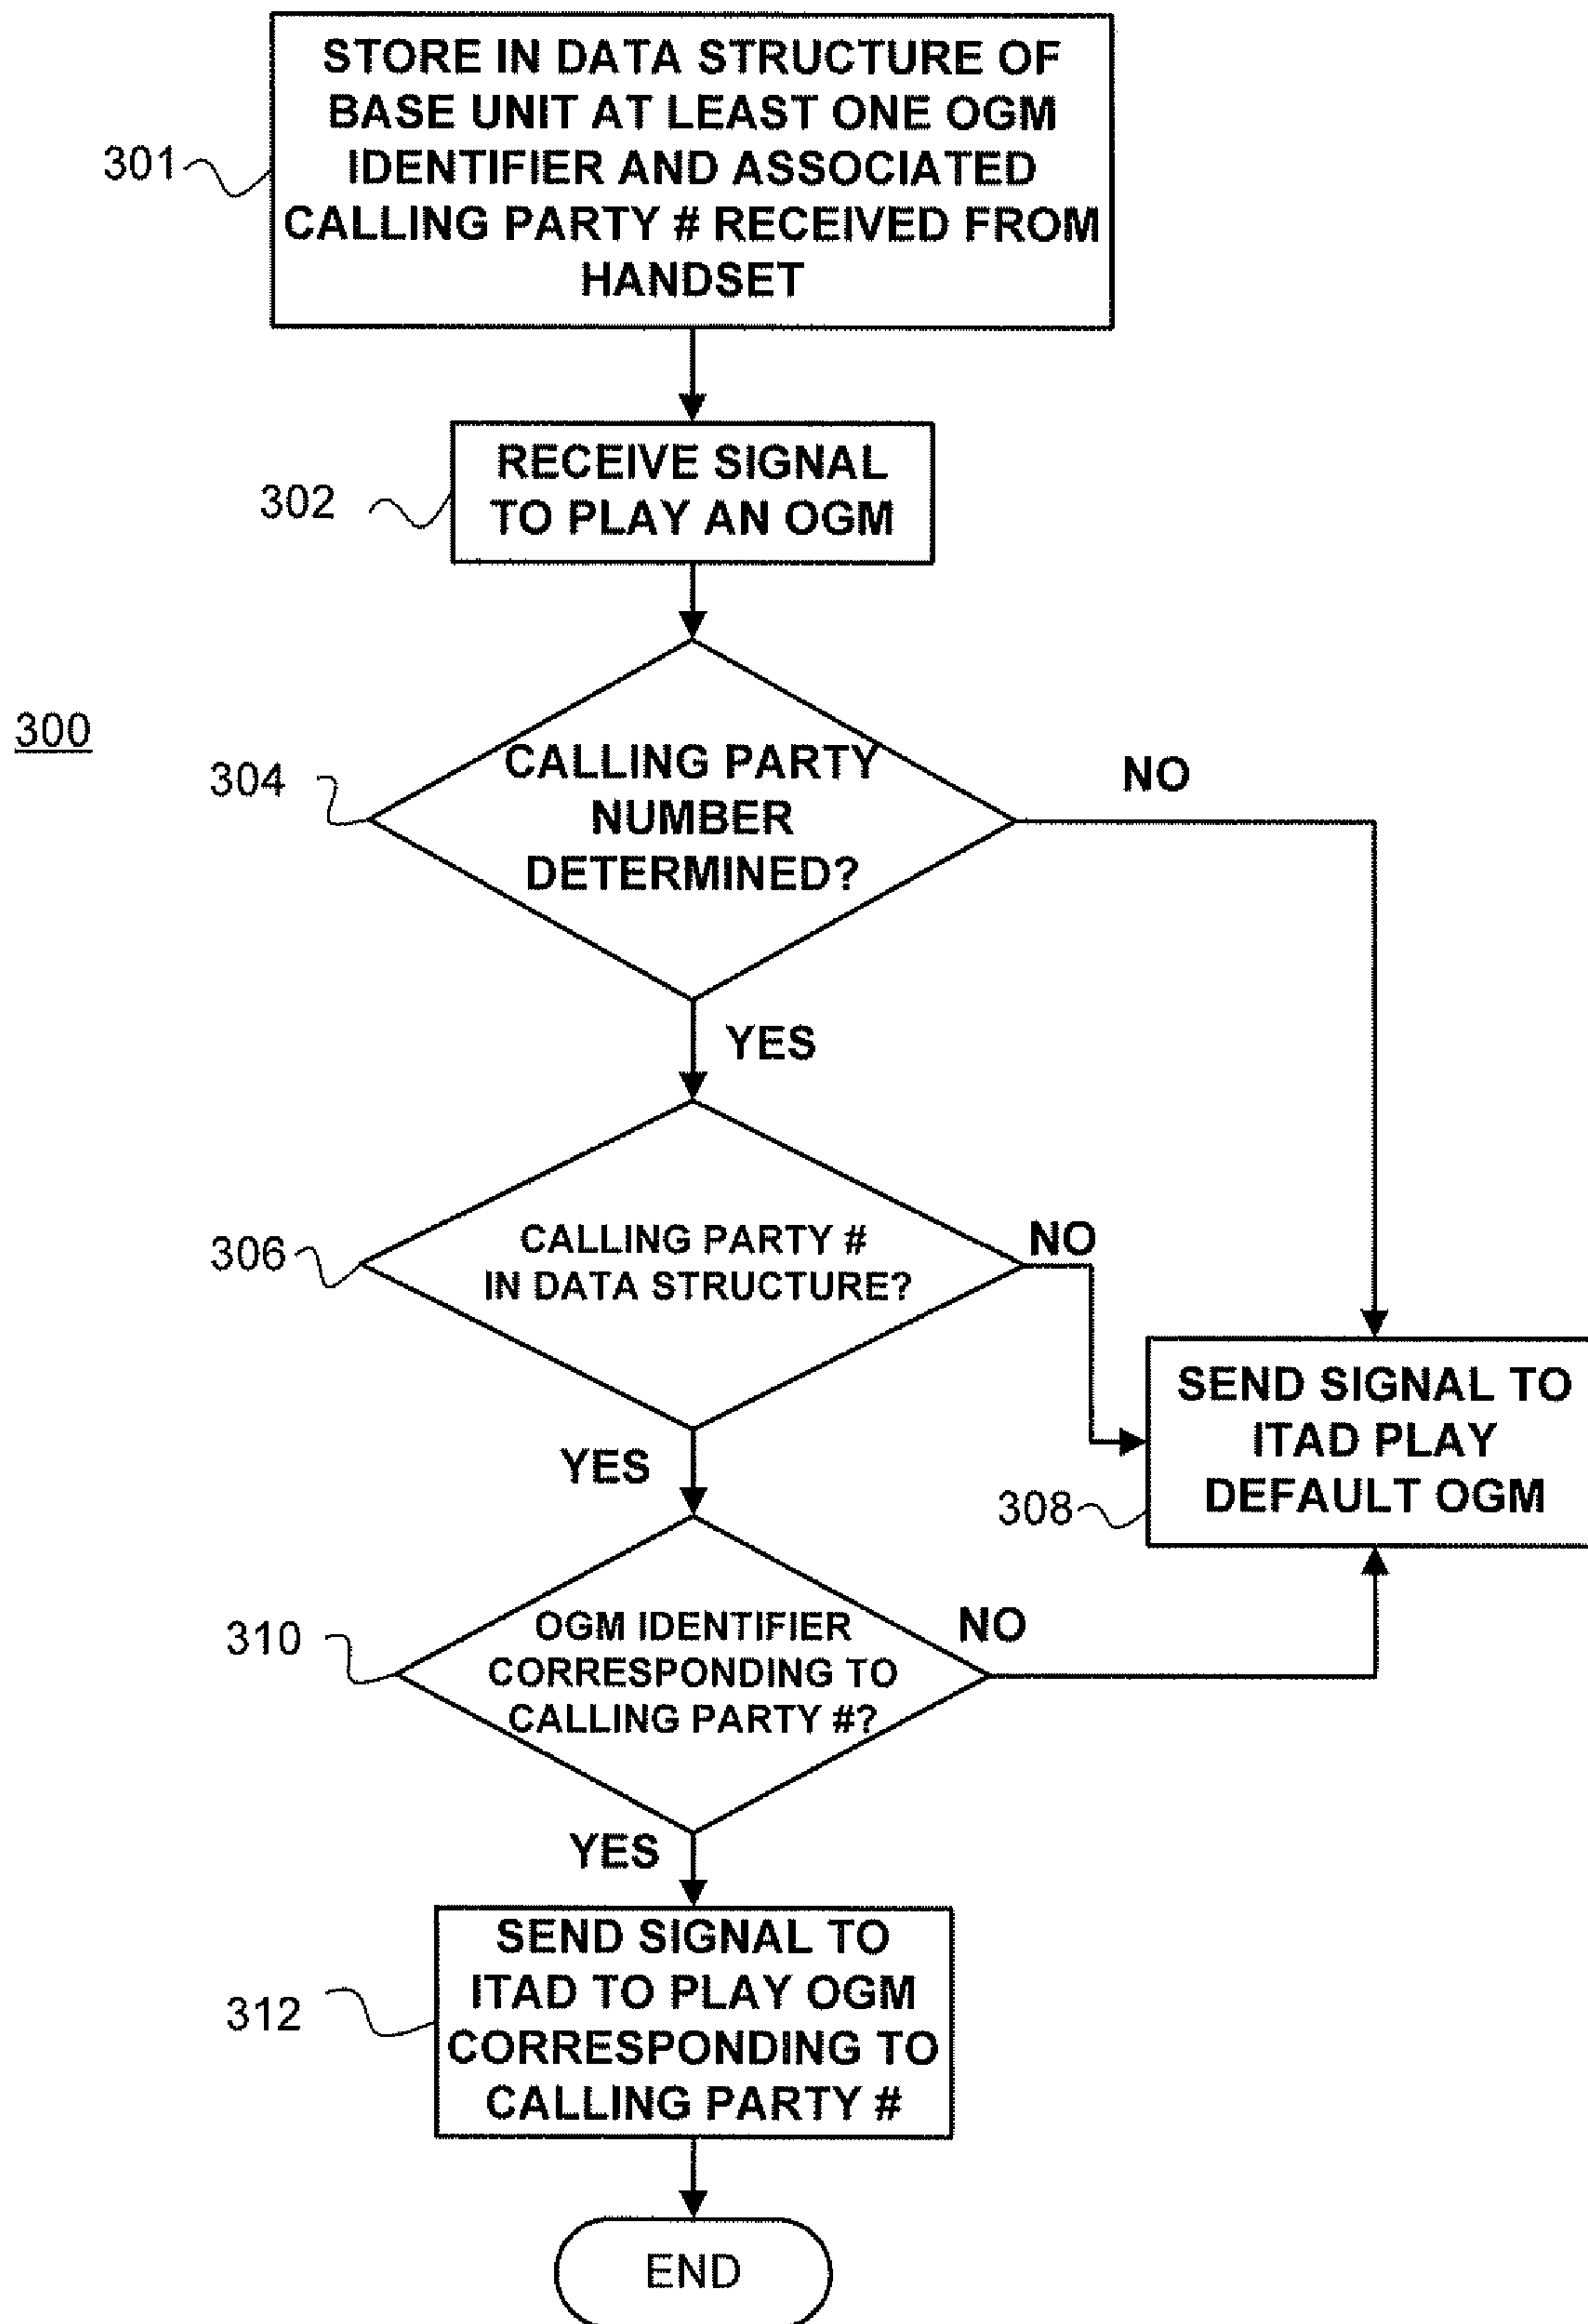 STORE IN DATA STRUCTURE OF
BASE UNIT AT LEAST ONE OGM
IDENTIFIER AND ASSOCIATED
CALLING PARTY # RECEIVED FROM
HANDSET
301
RECEIVE SIGNAL
TO PLAY AN OGM
302
300
CALLING PARTY
NUMBER
DETERMINED?
304
NO
YES
CALLING PARTY #
IN DATA STRUCTURE?
306
NO
YES
SEND SIGNAL TO
ITAD PLAY
DEFAULT OGM
308
OGM IDENTIFIER
CORRESPONDING TO
CALLING PARTY #?
310
NO
YES
SEND SIGNAL TO
ITAD TO PLAY OGM
CORRESPONDING TO
CALLING PARTY #
312
END